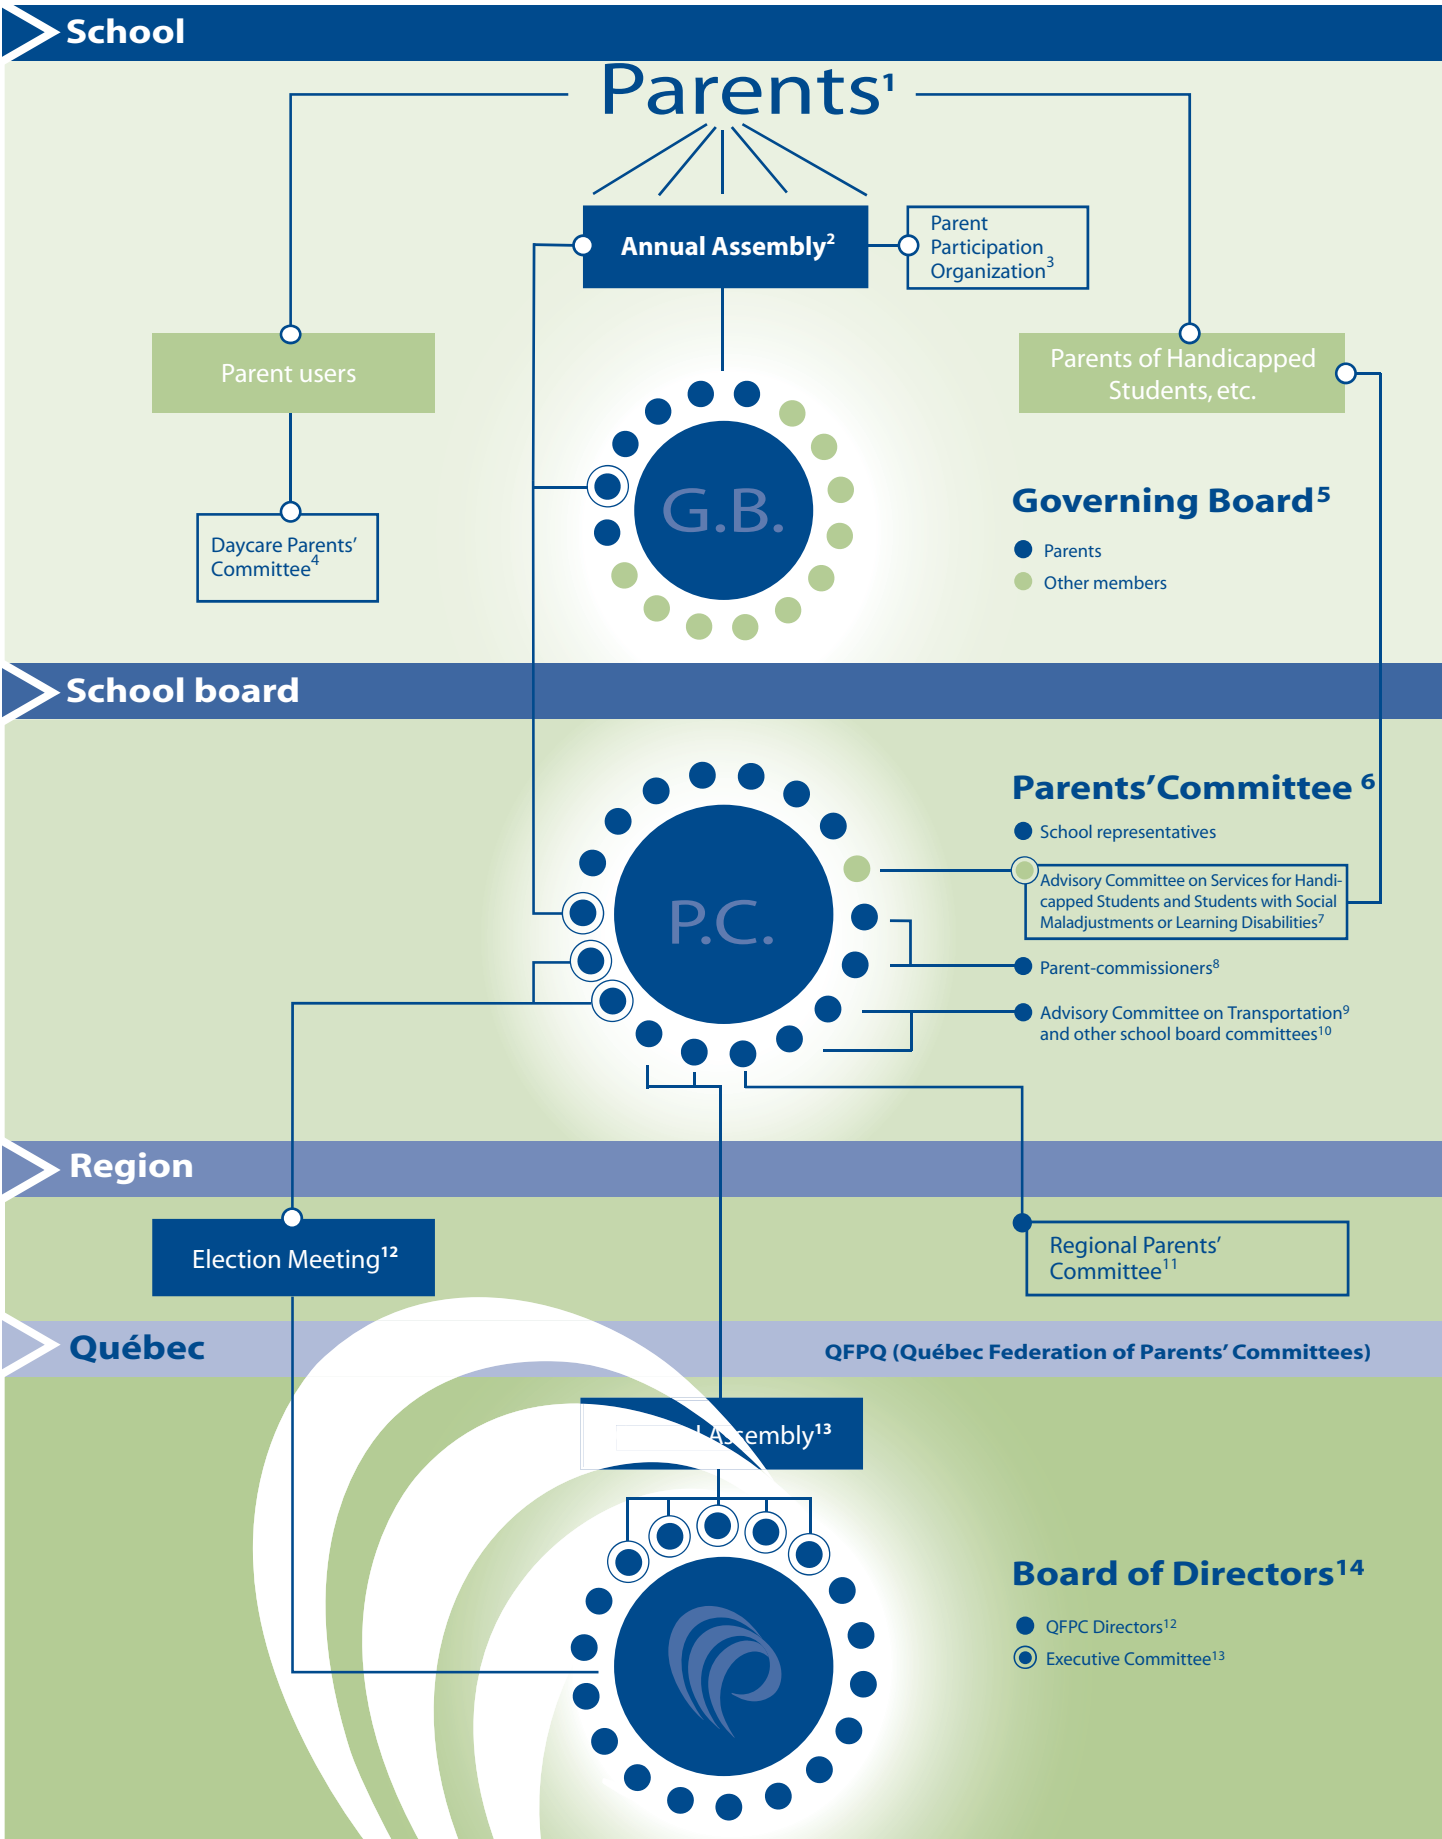 School
Parents¹
Annual Assembly²
Parent
Participation
Organization³
Parent users
Parents of Handicapped
Students, etc.
G.B.
Governing Board⁵
Parents
Other members
Daycare Parents’
Committee⁴
School board
Parents’ Committee ⁶
School representatives
Advisory Committee on Services for Handi-
capped Students and Students with Social
Maladjustments or Learning Disabilities⁷
P.C.
Parent-commissioners⁸
Advisory Committee on Transportation⁹
and other school board committees¹⁰
Region
Election Meeting¹²
Regional Parents’
Committee¹¹
Québec
QFPQ (Québec Federation of Parents’ Committees)
Assembly¹³
Board of Directors¹⁴
QFPC Directors¹²
Executive Committee¹³